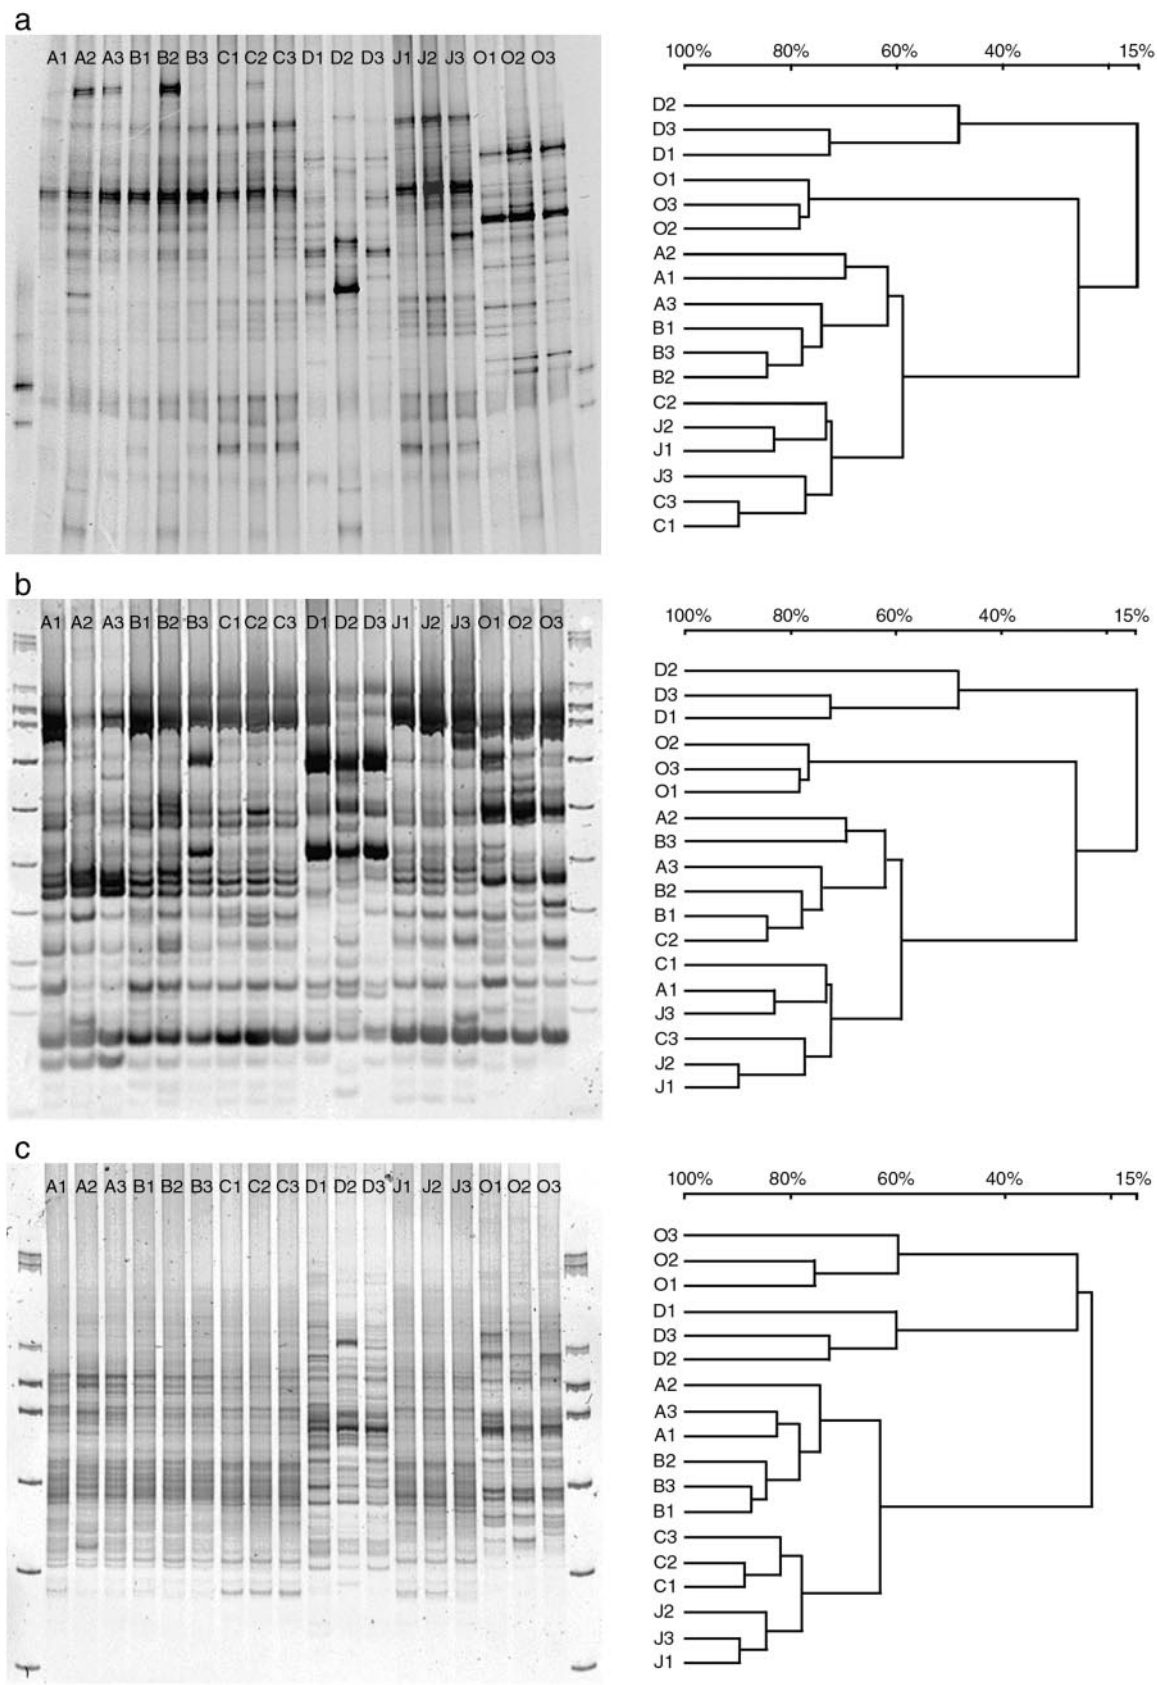 a
A1 A2 A3 B1 B2 B3 C1 C2 C3 D1 D2 D3 J1 J2 J3 O1 O2 O3
100% 80% 60% 40% 15%
D2
D3
D1
O1
O3
O2
A2
A1
A3
B1
B3
B2
C2
J2
J1
J3
C3
C1
b
A1 A2 A3 B1 B2 B3 C1 C2 C3 D1 D2 D3 J1 J2 J3 O1 O2 O3
100% 80% 60% 40% 15%
D2
D3
D1
O2
O3
O1
A2
B3
A3
B2
B1
C2
C1
A1
J3
C3
J2
J1
c
A1 A2 A3 B1 B2 B3 C1 C2 C3 D1 D2 D3 J1 J2 J3 O1 O2 O3
100% 80% 60% 40% 15%
O3
O2
O1
D1
D3
D2
A2
A3
A1
B2
B3
B1
C3
C2
C1
J2
J3
J1